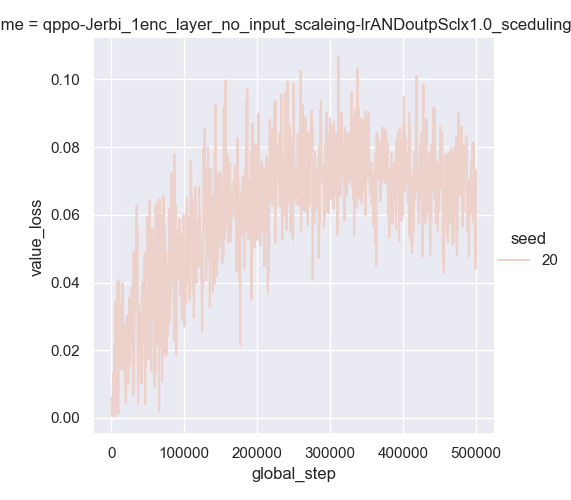 me = qppo-Jerbi_1enc_layer_no_input_scaleing-lrANDoutpSclx1.0_sceduling
0.10
0.08
0.06
0.04
0.02
0.00
value_loss
seed
20
0 100000 200000 300000 400000 500000
global_step